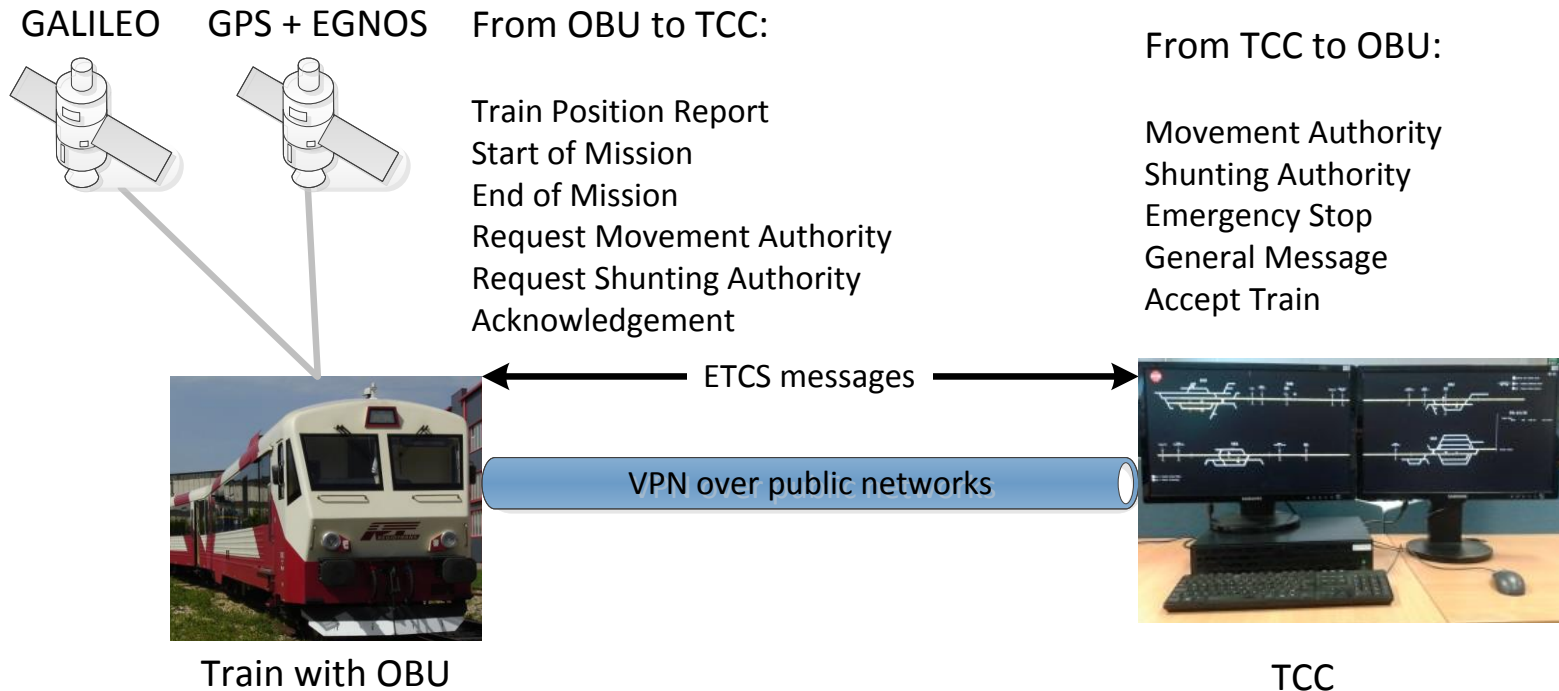 GALILEO
GPS + EGNOS
From OBU to TCC:
Train Position Report
Start of Mission
End of Mission
Request Movement Authority
Request Shunting Authority
Acknowledgement
From TCC to OBU:
Movement Authority
Shunting Authority
Emergency Stop
General Message
Accept Train
ETCS messages
VPN over public networks
Train with OBU
TCC